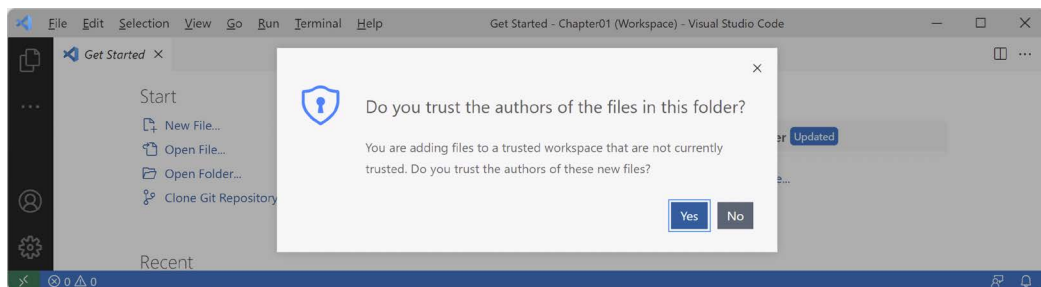 File Edit Selection View Go Run Terminal Help Get Started - Chapter01 (Workspace) - Visual Studio Code
Get Started
Start
New File...
Open File...
Open Folder...
Clone Git Repository
Recent
Do you trust the authors of the files in this folder?
You are adding files to a trusted workspace that are not currently
trusted. Do you trust the authors of these new files?
Yes No
Updated
0 0